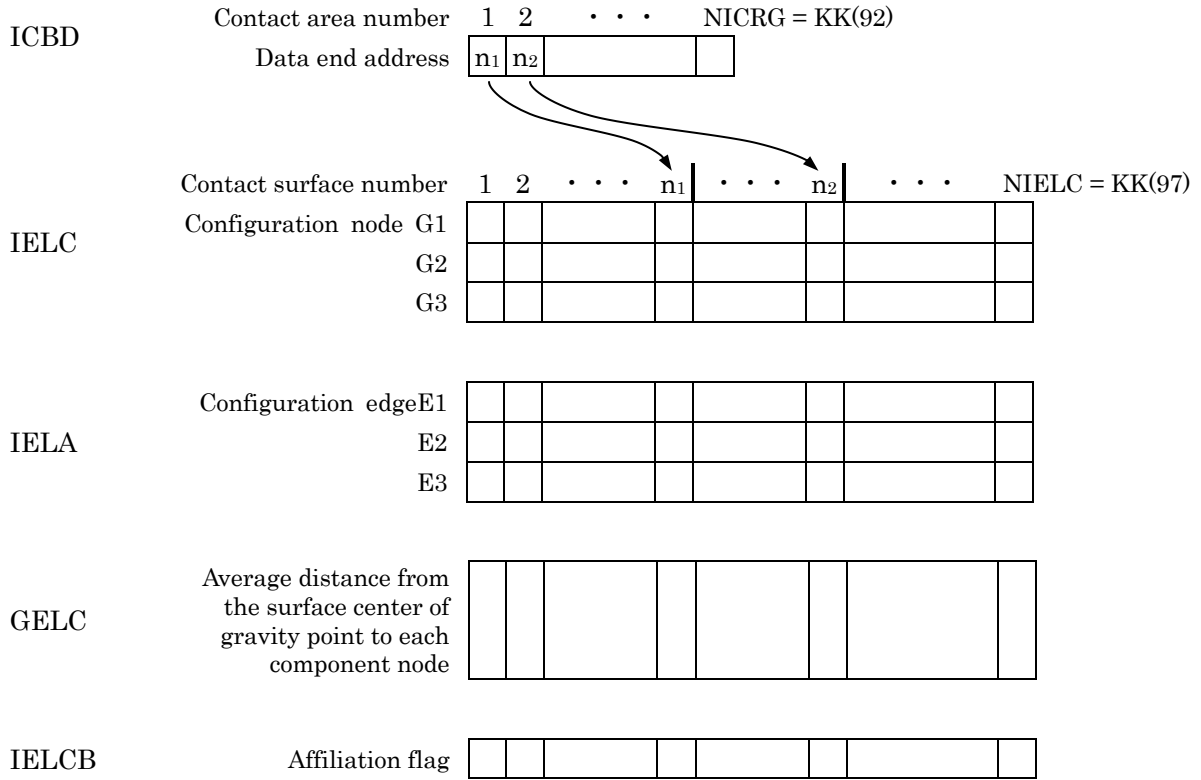 ICBD
Contact area number 1 2 ・・・ NICRG = KK(92)
Data end address n1 n2
Contact surface number 1 2 ・・・ n1 ・・・ n2 ・・・ NIELC = KK(97)
IELC
Configuration node G1
G2
G3
IELA
Configuration edgeE1
E2
E3
GELC
Average distance from
the surface center of
gravity point to each
component node
IELCB
Affiliation flag